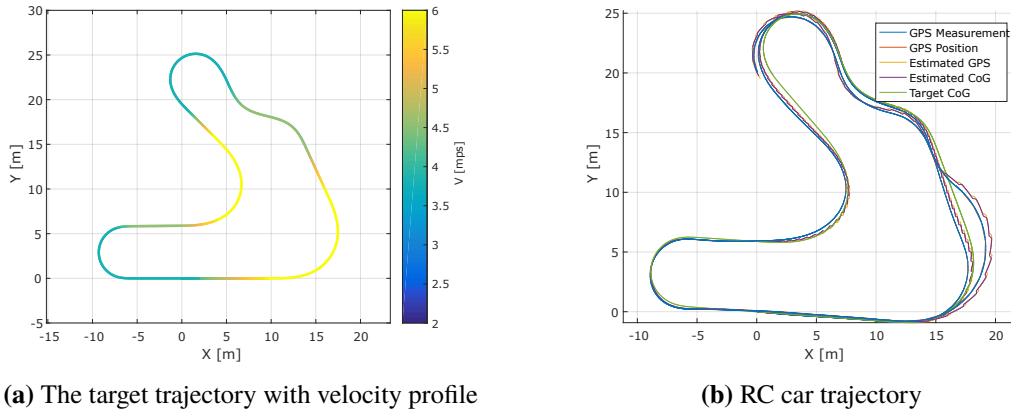 30
25
20
15
10
5
0
-5
Y [m]
-15 -10 -5 0 5 10 15 20
X [m]
6
5.5
5
4.5
4
3.5
3
2.5
2
V [mps]
(a) The target trajectory with velocity profile
25
20
15
10
5
0
Y [m]
-10 -5 0 5 10 15 20
X [m]
GPS Measurement
GPS Position
Estimated GPS
Estimated CoG
Target CoG
(b) RC car trajectory